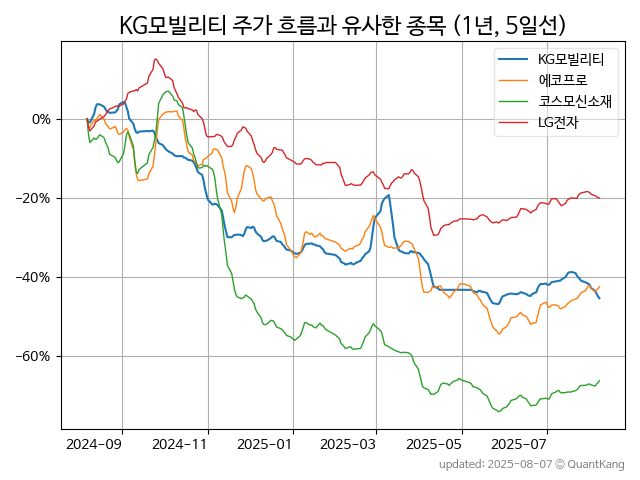 KG모빌리티 주가 흐름과 유사한 종목 (1년, 5일선)
KG모빌리티
에코프로
코스모신소재
LG전자
0%
−20%
−40%
−60%
2024-09 2024-11 2025-01 2025-03 2025-05 2025-07
updated: 2025-08-07 © QuantKang